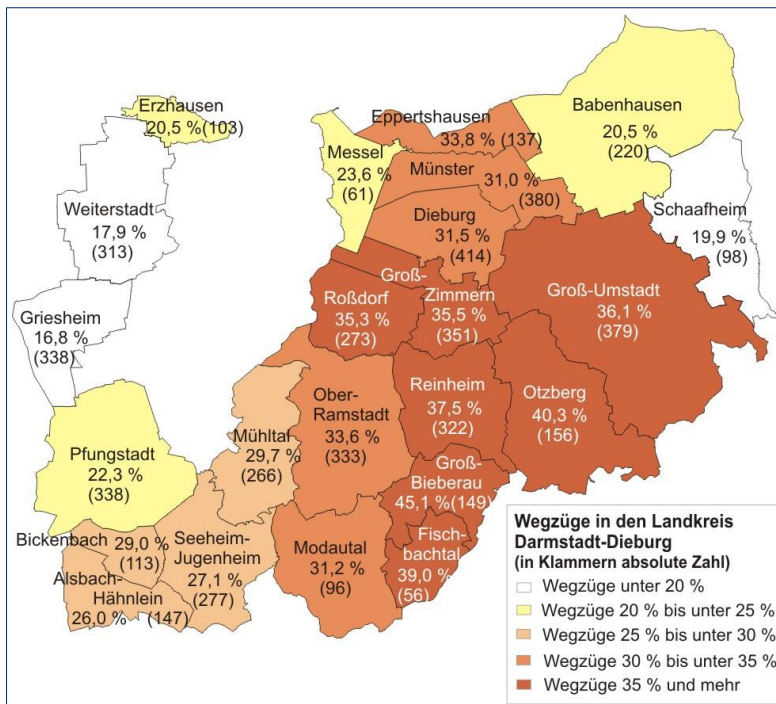 Erzhausen
20,5 % (103)
Eppertshausen
33,8 % (137)
Babenhausen
20,5 %
(220)
Messel
23,6 %
(61)
Münster
31,0 %
(380)
Weiterstadt
17,9 %
(313)
Dieburg
31,5 %
(414)
Schaafheim
19,9 %
(98)
Groß-
Zimmern
35,5 %
(351)
Roßdorf
35,3 %
(273)
Groß-Umstadt
36,1 %
(379)
Griesheim
16,8 %
(338)
Ober-
Ramstadt
33,6 %
(333)
Reinheim
37,5 %
(322)
Otzberg
40,3 %
(156)
Mühltal
29,7 %
(266)
Pfungstadt
22,3 %
(338)
Groß-
Bieberau
45,1 % (149)
Bickenbach
29,0 %
(113)
Seeheim-
Jugenheim
27,1 %
(277)
Modautal
31,2 %
(96)
Fisch-
bachtal
39,0 %
(56)
Alsbach-
Hähnlein
26,0 % (147)
Wegzüge in den Landkreis
Darmstadt-Dieburg
(in Klammern absolute Zahl)
Wegzüge unter 20 %
Wegzüge 20 % bis unter 25 %
Wegzüge 25 % bis unter 30 %
Wegzüge 30 % bis unter 35 %
Wegzüge 35 % und mehr